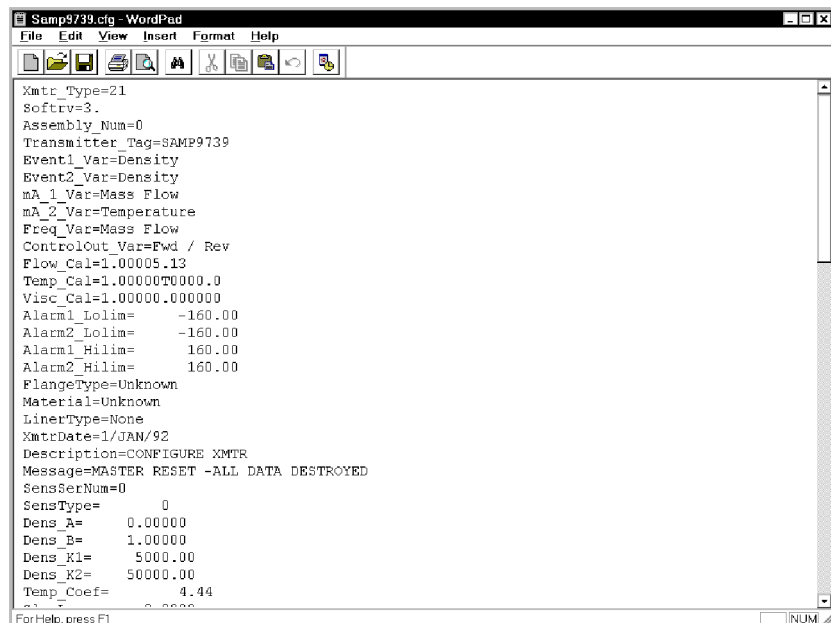 Samp9739.cfg - WordPad
File Edit View Insert Format Help
Xmtr_Type=21
Softrv=3.
Assembly_Num=0
Transmitter_Tag=SAMP9739
Event1_Var=Density
Event2_Var=Density
mA_1_Var=Mass Flow
mA_2_Var=Temperature
Freq_Var=Mass Flow
ControlOut_Var=Fwd / Rev
Flow_Cal=1.00005.13
Temp_Cal=1.00000T0000.0
Visc_Cal=1.00000.000000
Alarm1_Lolim= -160.00
Alarm2_Lolim= -160.00
Alarm1_Hilim= 160.00
Alarm2_Hilim= 160.00
FlangeType=Unknown
Material=Unknown
LinerType=None
XmtrDate=1/JAN/92
Description=CONFIGURE XMTR
Message=MASTER RESET -ALL DATA DESTROYED
SensSerNum=0
SensType= 0
Dens_A= 0.00000
Dens_B= 1.00000
Dens_K1= 5000.00
Dens_K2= 50000.00
Temp_Coef= 4.44
For Help, press F1
NUM